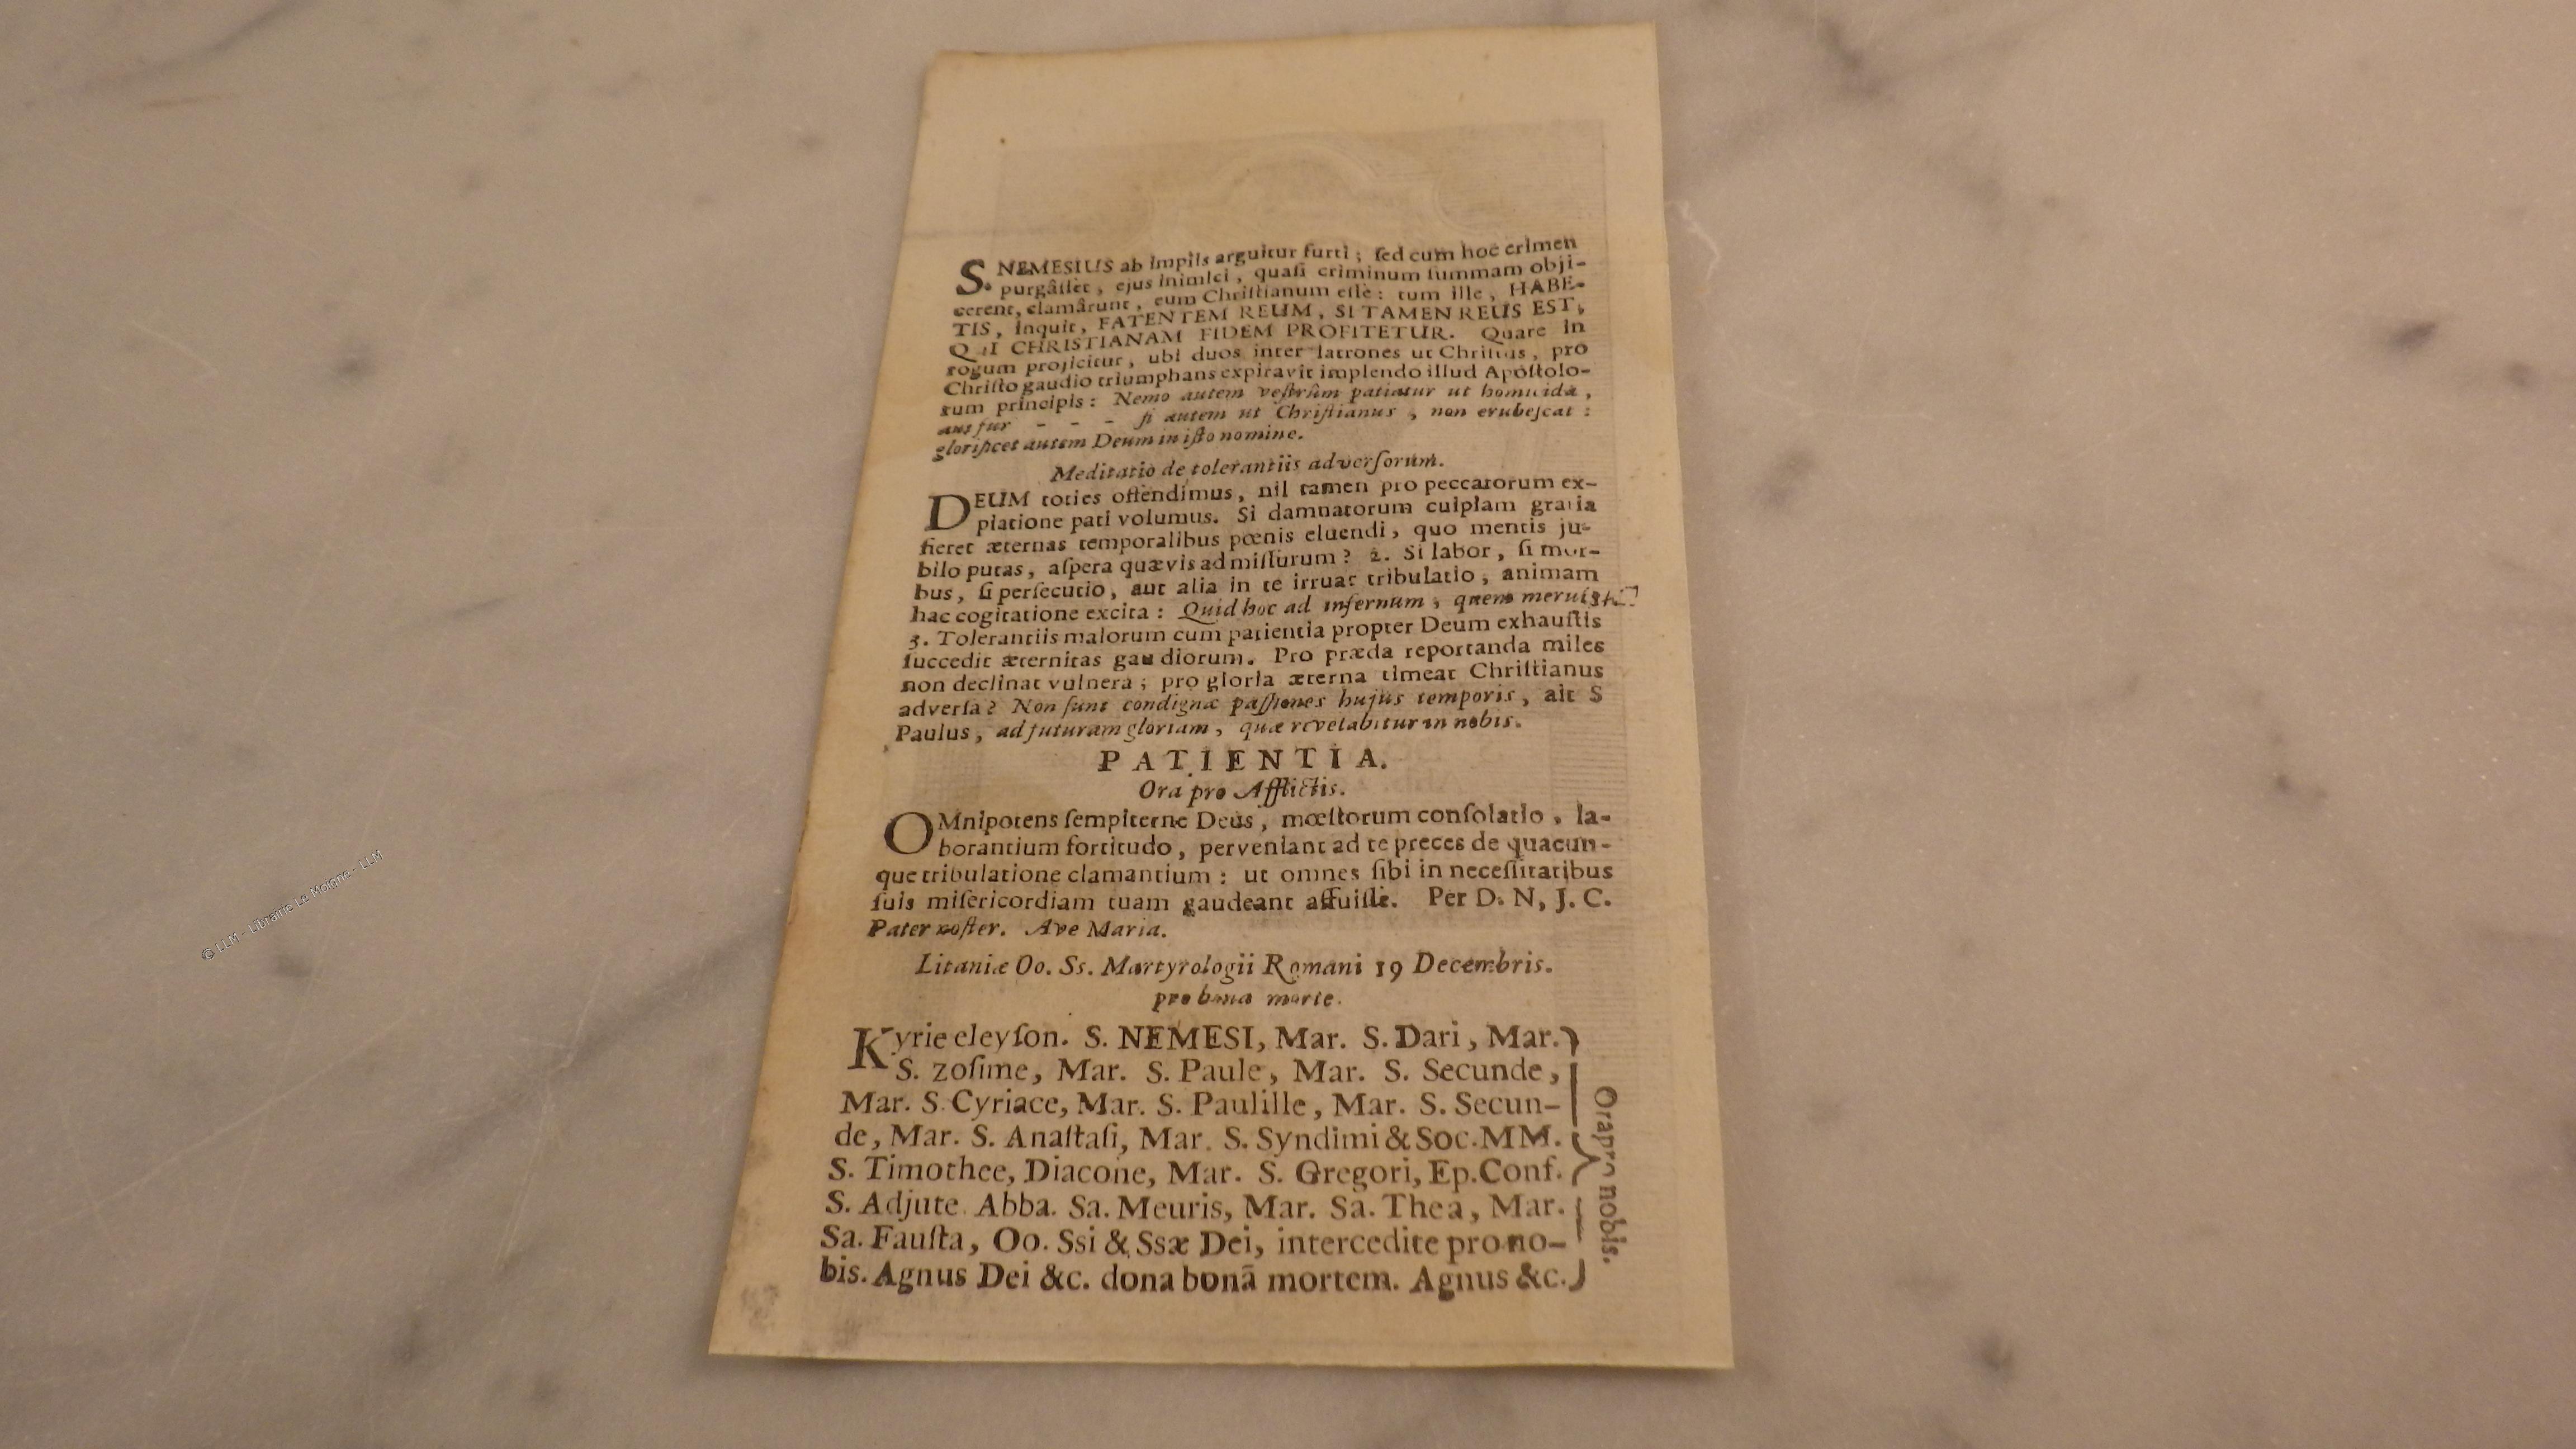 S. NEMESIUS ab impiis arguitur furti ; ſed cum hoc crimen
purgâſſet , ejus inimici , quaſi criminum ſummam obji-
cerent, clamârunt , eum Chriſtianum eſſe : tum ille , HABE-
TIS , inquit , FATENTEM REUM , SI TAMEN REUS EST,
QUI CHRISTIANAM FIDEM PROFITETUR. Quare in
rogum projicitur , ubi duos inter latrones ut Chriſtus , pro
Chriſto gaudio triumphans expiravit implendo illud Apoſtolo-
rum principis : Nemo autem veſtrûm patiatur ut homicida ,
aut fur - - - ſi autem ut Chriſtianus , non erubeſcat :
glorificet autem Deum in iſto nomine.
Meditatio de tolerantiis adverſorum.
DEUM toties offendimus , nil tamen pro peccatorum ex-
piatione pati volumus. Si damnatorum cuipiam gratia
fieret æternas temporalibus pœnis eluendi , quo mentis ju-
bilo putas , aſpera quævis admiſſurum ? 2. Si labor , ſi mor-
bus , ſi perſecutio , aut alia in te irruat tribulatio , animam
hac cogitatione excita : Quid hoc ad infernum , quem meruisti?
3. Tolerantiis malorum cum patientia propter Deum exhauſtis
ſuccedit æternitas gaudiorum. Pro præda reportanda miles
non declinat vulnera ; pro gloria æterna timeat Chriſtianus
adverſa ? Non ſunt condignæ paſſiones hujus temporis , ait S
Paulus , ad futuram gloriam , quæ revelabitur in nobis.
PATIENTIA.
Ora pro Afflictis.
OMnipotens ſempiterne Deus , mœſtorum conſolatio , la-
borantium fortitudo , perveniant ad te preces de quacun-
que tribulatione clamantium : ut omnes ſibi in neceſſitatibus
ſuis miſericordiam tuam gaudeant affuiſſe. Per D. N, J. C.
Pater noſter. Ave Maria.
Litaniæ Oo. Ss. Martyrologii Romani 19 Decembris.
pro bona morte.
Kyrie eleyſon. S. NEMESI, Mar. S. Dari , Mar.
S. zoſime, Mar. S. Paule, Mar. S. Secunde,
Mar. S. Cyriace, Mar. S. Paulille, Mar. S. Secun-
de, Mar. S. Anaſtaſi, Mar. S. Syndimi & Soc. MM.
S. Timothee, Diacone, Mar. S. Gregori, Ep. Conf.
S. Adjute. Abba. Sa. Meuris, Mar. Sa. Thea, Mar.
Sa. Fauſta, Oo. Ssi & Ssæ Dei, intercedite pro no-
bis. Agnus Dei &c. dona bonā mortem. Agnus &c.
Ora pro nobis.
© LLM - Librairie Le Moigne - LLM